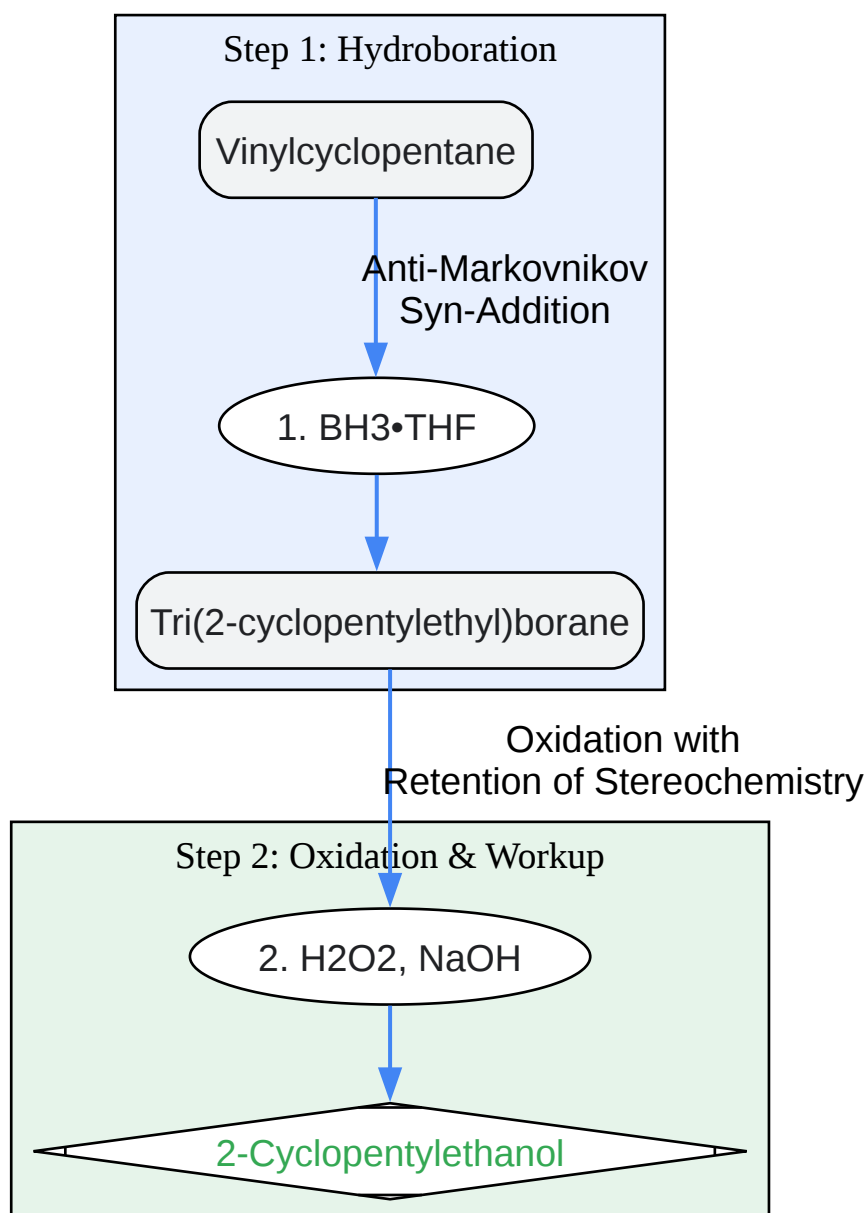 Step 1: Hydroboration
Vinylcyclopentane
Anti-Markovnikov
Syn-Addition
1. BH3•THF
Tri(2-cyclopentylethyl)borane
Oxidation with
Retention of Stereochemistry
Step 2: Oxidation & Workup
2. H2O2, NaOH
2-Cyclopentylethanol